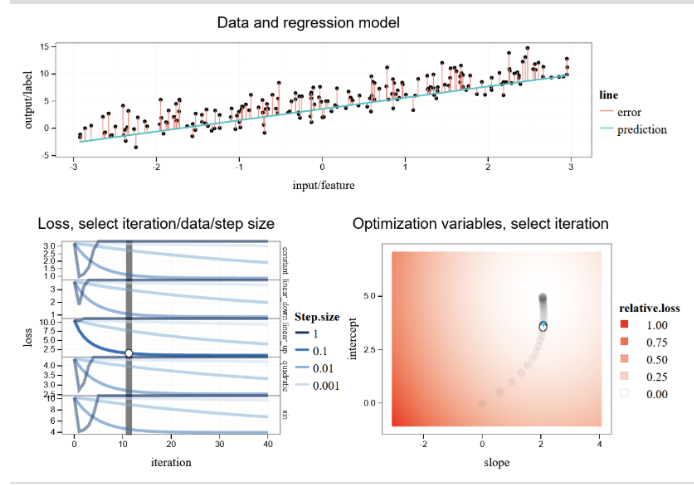 Data and regression model
15
10
5
0
-5
output/label
-3
-2
-1
0
1
2
3
input/feature
line
error
prediction
Loss, select iteration/data/step size
3.0
2.5
2.0
1.5
1.0
constant
3
2
1
linear_down
10.0
7.5
5.0
2.5
linear_up
4.0
3.5
3.0
2.5
quadratic
10
8
6
4
sin
loss
0
10
20
30
40
iteration
Step.size
1
0.1
0.01
0.001
Optimization variables, select iteration
5.0
2.5
0.0
intercept
-2
0
2
4
slope
relative.loss
1.00
0.75
0.50
0.25
0.00